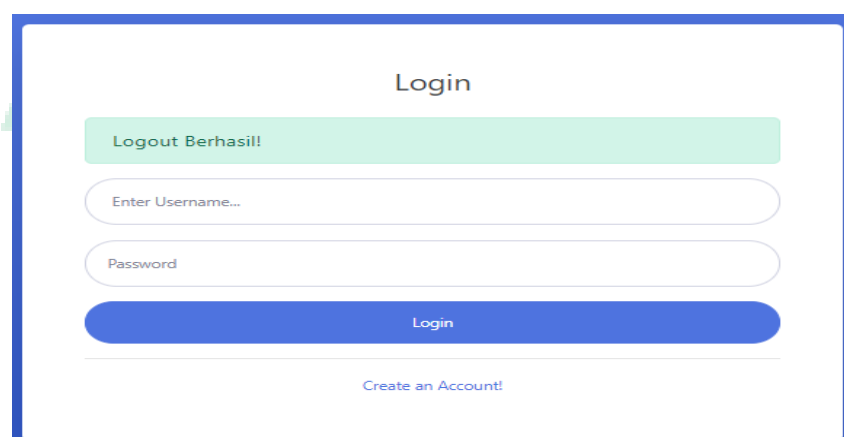 Login
Logout Berhasil!
Enter Username...
Password
Login
Create an Account!